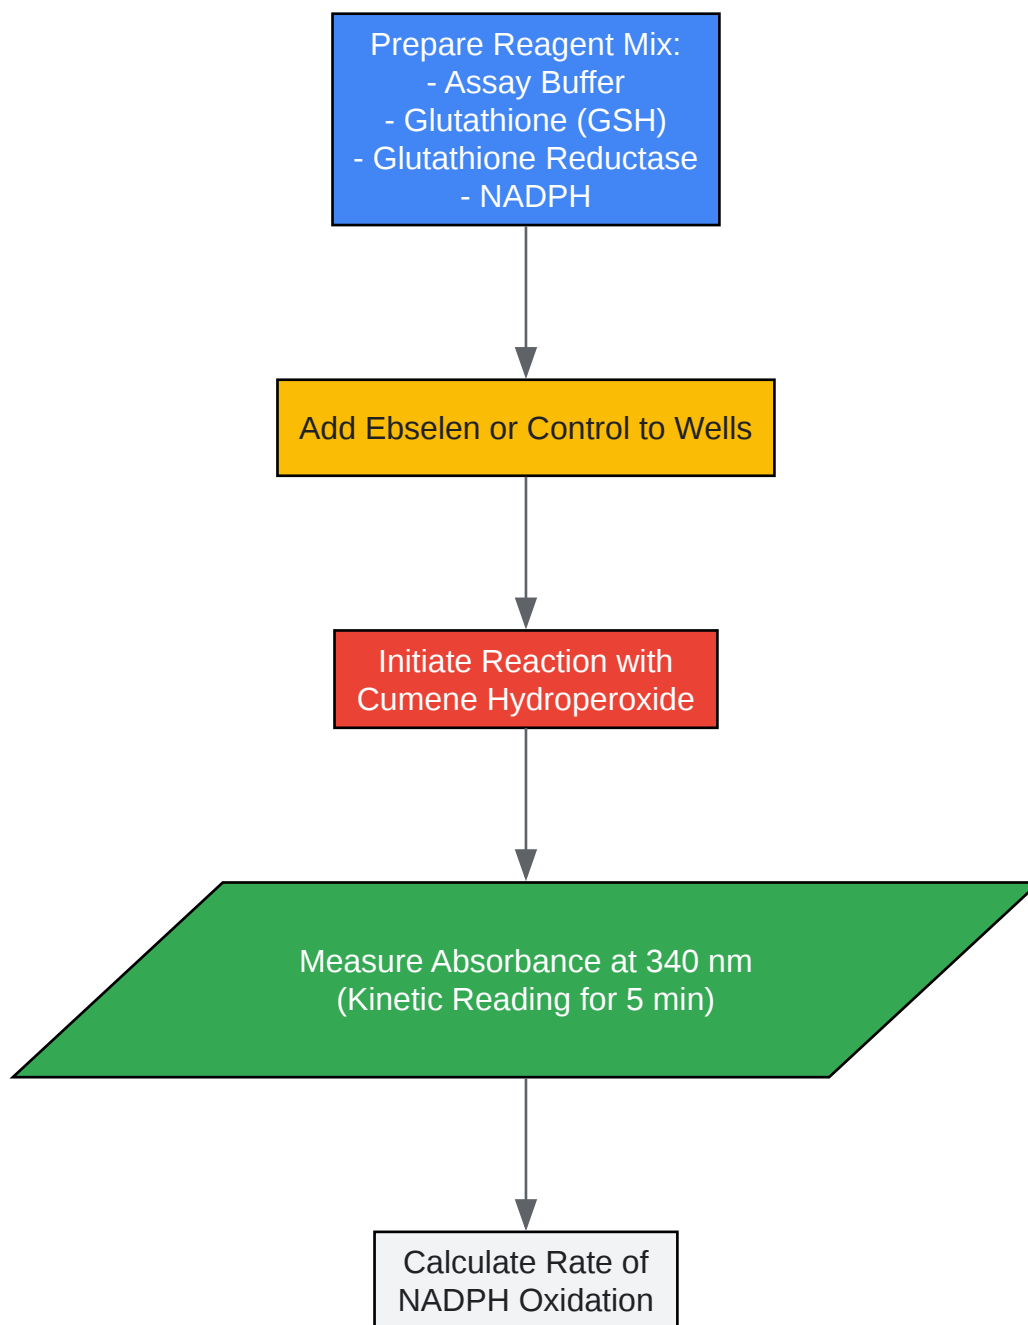 Prepare Reagent Mix:
- Assay Buffer
- Glutathione (GSH)
- Glutathione Reductase
- NADPH
Add Ebselen or Control to Wells
Initiate Reaction with
Cumene Hydroperoxide
Measure Absorbance at 340 nm
(Kinetic Reading for 5 min)
Calculate Rate of
NADPH Oxidation